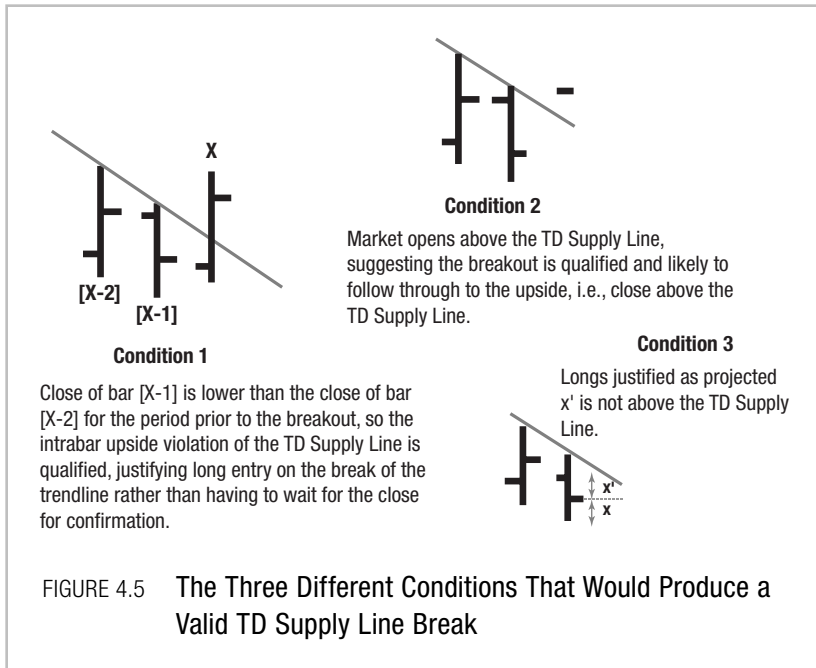 X
[X-2]
[X-1]
Condition 1
Close of bar [X-1] is lower than the close of bar
[X-2] for the period prior to the breakout, so the
intrabar upside violation of the TD Supply Line is
qualified, justifying long entry on the break of the
trendline rather than having to wait for the close
for confirmation.
Condition 2
Market opens above the TD Supply Line,
suggesting the breakout is qualified and likely to
follow through to the upside, i.e., close above the
TD Supply Line.
Condition 3
Longs justified as projected
x' is not above the TD Supply
Line.
x'
x
FIGURE 4.5 The Three Different Conditions That Would Produce a
Valid TD Supply Line Break